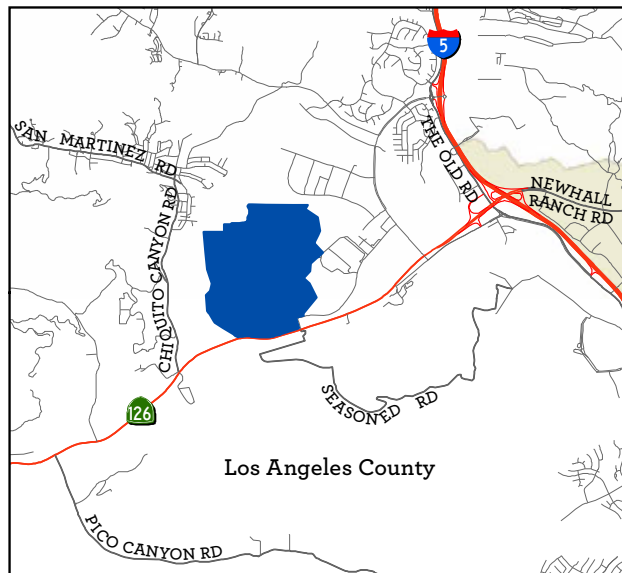 5
SAN MARTINEZ RD
THE OLD RD
NEWHALL
RANCH RD
CHIQUITO CANYON RD
SEASONED RD
126
Los Angeles County
PICO CANYON RD